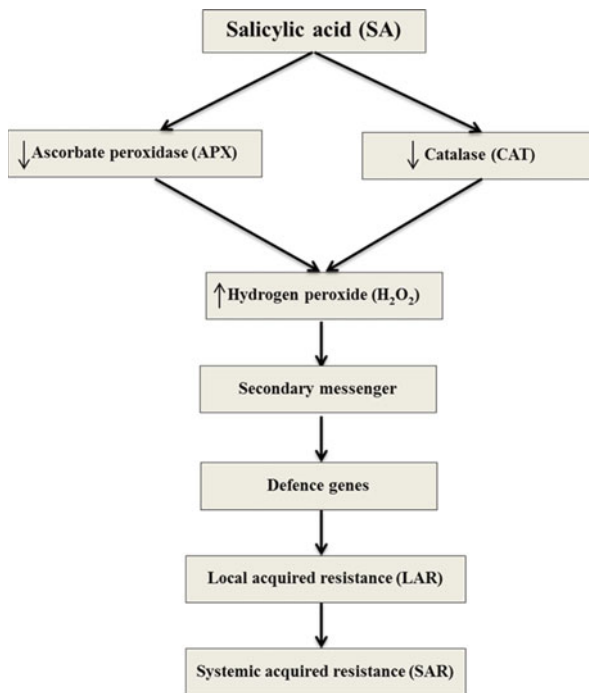 Salicylic acid (SA)
↓ Ascorbate peroxidase (APX)
↓ Catalase (CAT)
↑ Hydrogen peroxide (H₂O₂)
Secondary messenger
Defence genes
Local acquired resistance (LAR)
Systemic acquired resistance (SAR)